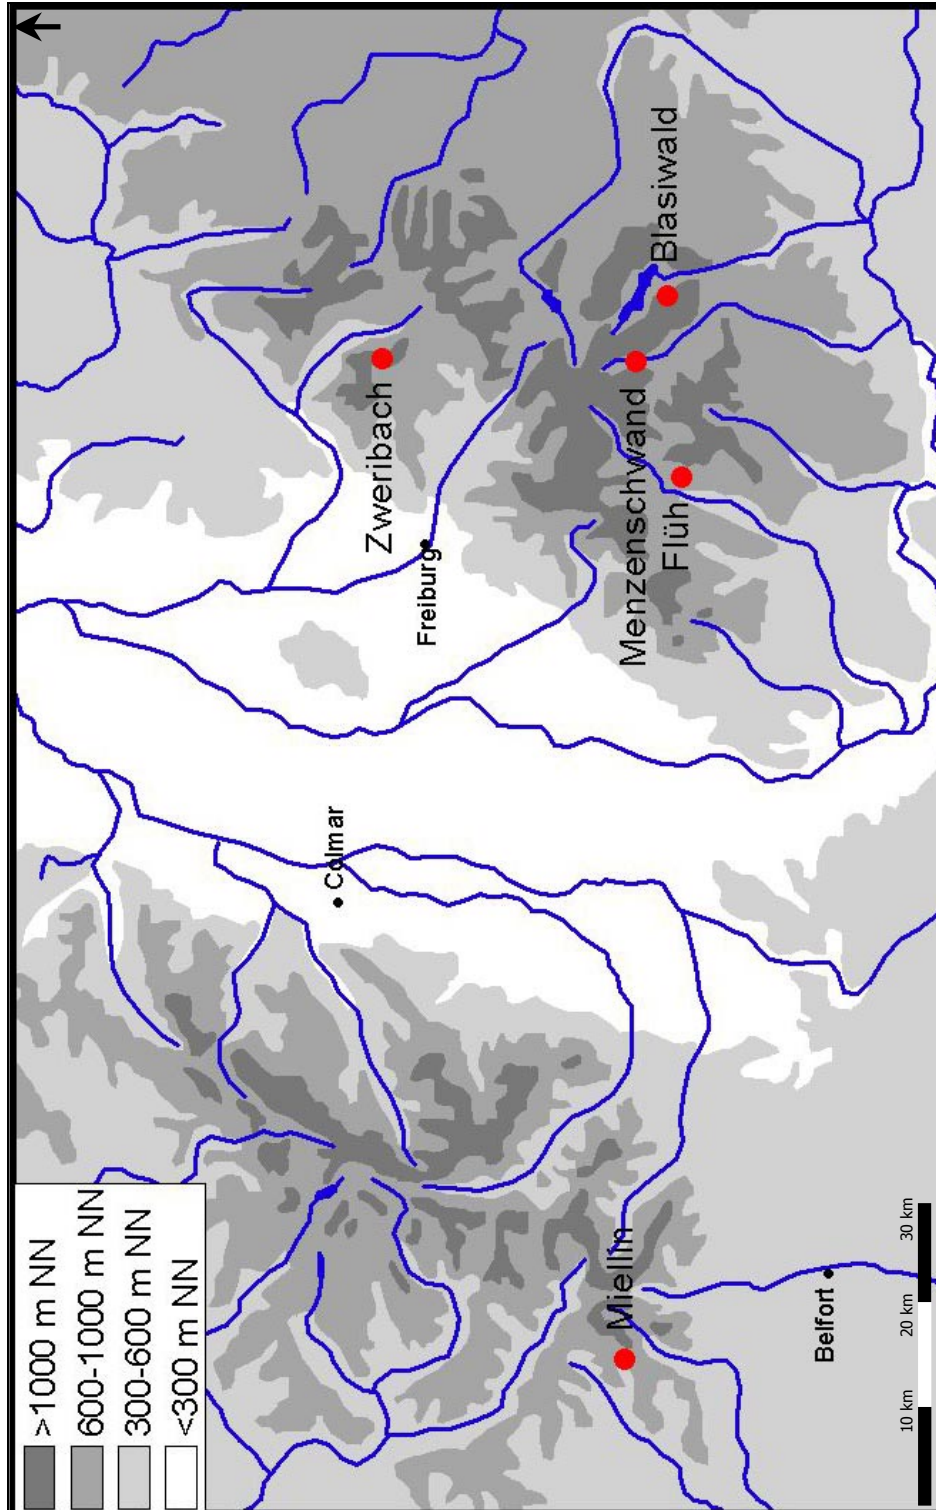 >1000 m NN
600-1000 m NN
300-600 m NN
<300 m NN
Zweribach
Freiburg
Colmar
Blasiwald
Menzenschwand
Flüh
Miellin
Belfort
10 km
20 km
30 km